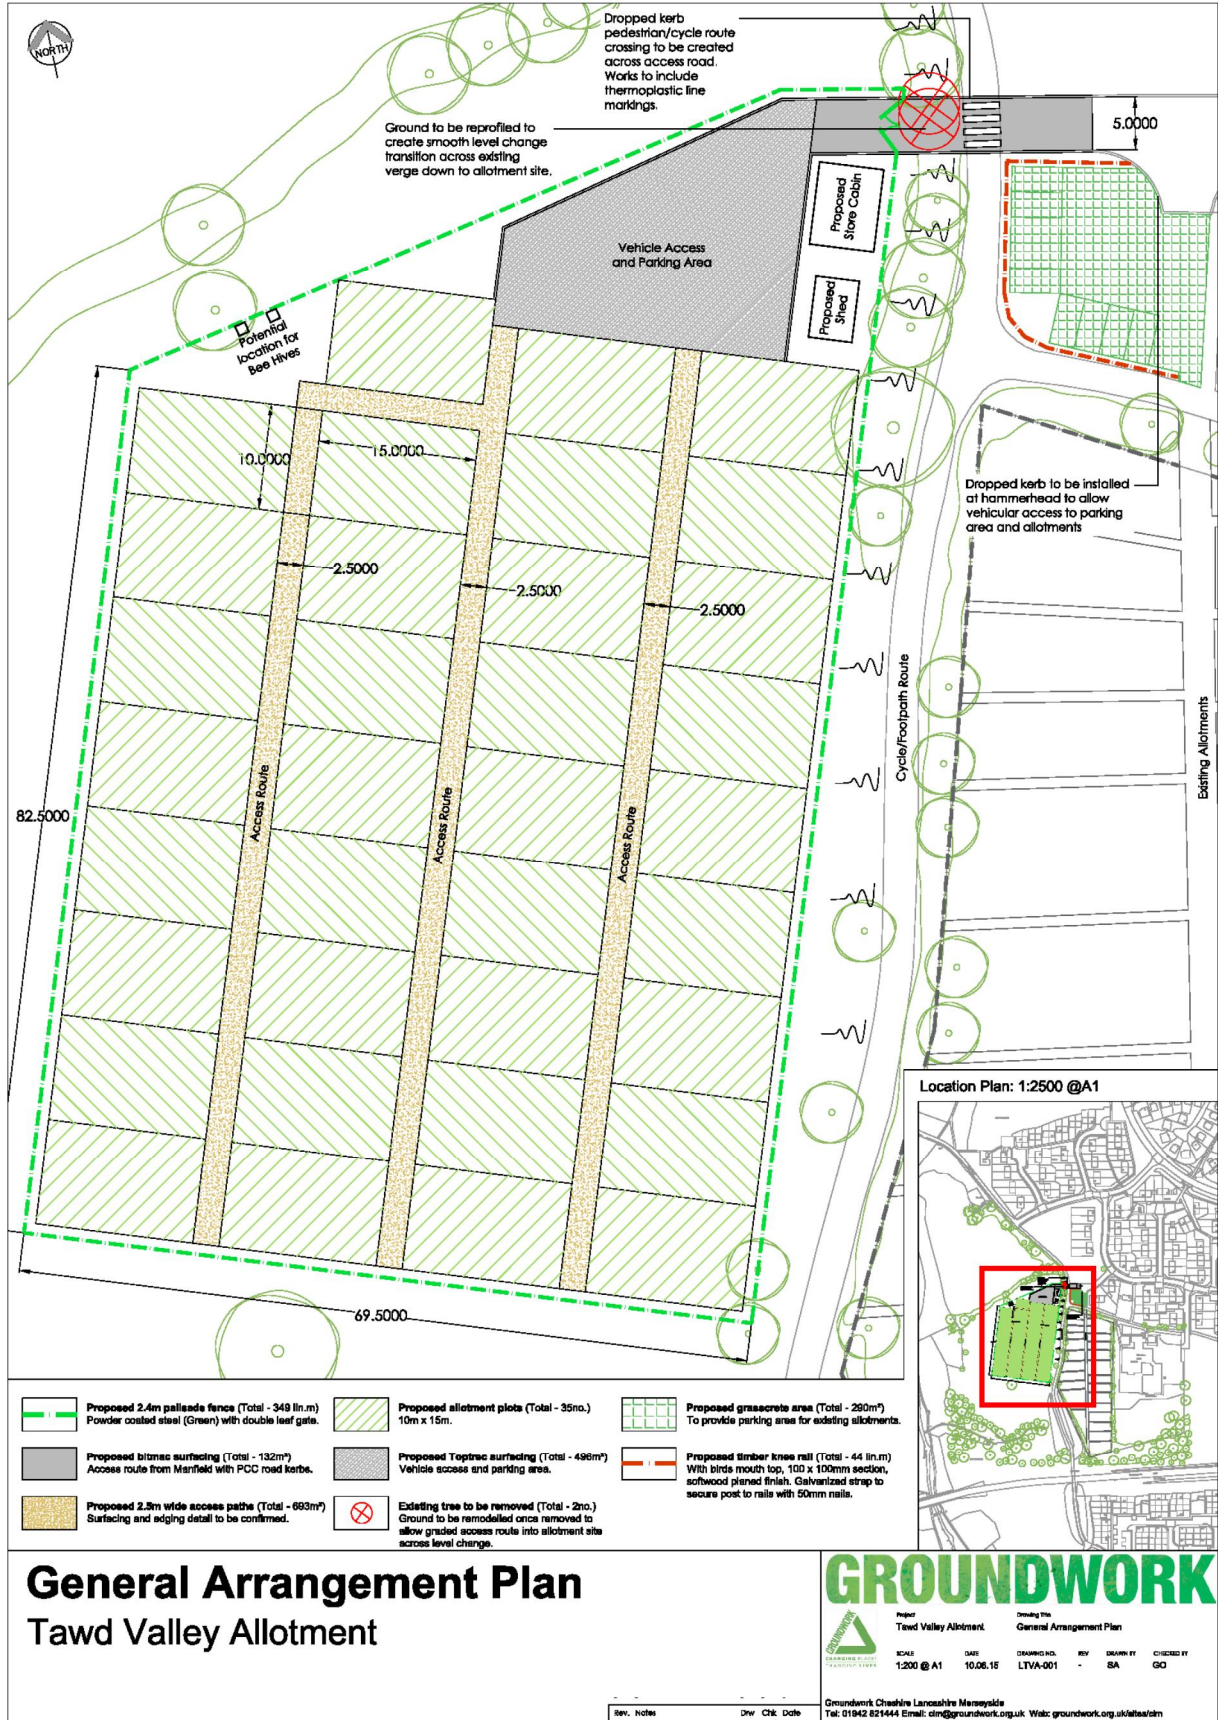 NORTH
Dropped kerb
pedestrian/cycle route
crossing to be created
across access road.
Works to include
thermoplastic line
markings.
Ground to be reprofiled to
create smooth level change
transition across existing
verge down to allotment site.
5.0000
Proposed
Store Cabin
Vehicle Access
and Parking Area
Proposed
Shed
Potential
location for
Bee Hives
10.0000
15.0000
Dropped kerb to be installed
at hammerhead to allow
vehicular access to parking
area and allotments
2.5000
2.5000
2.5000
Cycle/Footpath Route
Existing Allotments
82.5000
Access Route
Access Route
Access Route
69.5000
Location Plan: 1:2500 @A1
Proposed 2.4m palisade fence (Total - 349 lin.m)
Powder coated steel (Green) with double leaf gate.
Proposed bitmac surfacing (Total - 132m²)
Access route from Manfield with PCC road kerbs.
Proposed 2.5m wide access paths (Total - 693m²)
Surfacing and edging detail to be confirmed.
Proposed allotment plots (Total - 35no.)
10m x 15m.
Proposed Toptrec surfacing (Total - 496m²)
Vehicle access and parking area.
Existing tree to be removed (Total - 2no.)
Ground to be remodelled once removed to
allow graded access route into allotment site
across level change.
Proposed grasscrete area (Total - 290m²)
To provide parking area for existing allotments.
Proposed timber knee rail (Total - 44 lin.m)
With birds mouth top, 100 x 100mm section,
softwood planed finish. Galvanized strap to
secure post to rails with 50mm nails.
General Arrangement Plan
Tawd Valley Allotment
GROUNDWORK
GROUNDWORK
CHANGING PLACES
CHANGING LIVES
Project
Tawd Valley Allotment
Drawing Title
General Arrangement Plan
SCALE
1:200 @ A1
DATE
10.06.15
DRAWING NO.
LTVA-001
REV
-
DRAWN BY
SA
CHECKED BY
GO
Rev. Notes Drw Chk Date
Groundwork Cheshire Lancashire Merseyside
Tel: 01942 821444 Email: clm@groundwork.org.uk Web: groundwork.org.uk/sites/clm